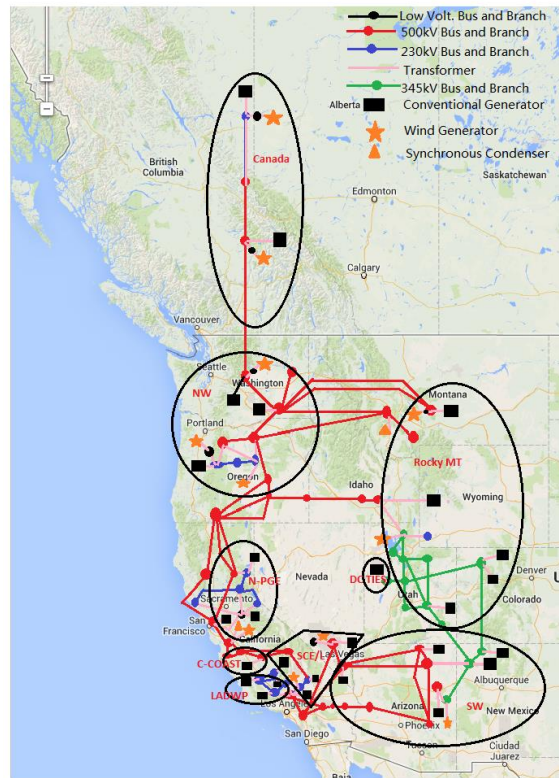 Low Volt. Bus and Branch
500kV Bus and Branch
230kV Bus and Branch
Transformer
345kV Bus and Branch
Alberta
Conventional Generator
Wind Generator
Synchronous Condenser
British
Columbia
Canada
Saskatchewan
Edmonton
Calgary
Vancouver
Seattle
Washington
NW
Montana
Portland
Oregon
Rocky MT
Idaho
Wyoming
N-PGE
Nevada
DCTIES
Utah
Denver
Colorado
Sacramento
San
Francisco
California
SCE/L
Las Vegas
C-COAST
LADWP
Los Angeles
Arizona
SW
Albuquerque
New Mexico
Phoenix
San Diego
Tucson
Ciudad
Juárez
Baja